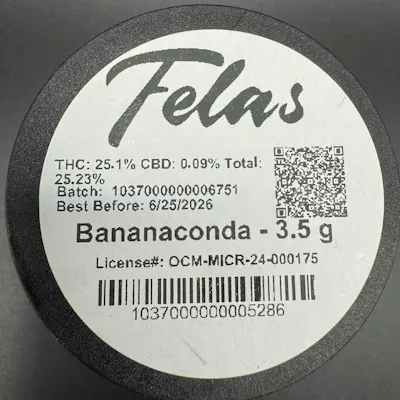 Felas
THC: 25.1% CBD: 0.09% Total:
25.23%
Batch: 1037000000006751
Best Before: 6/25/2026
Bananaconda - 3.5 g
License#: OCM-MICR-24-000175
1037000000005286